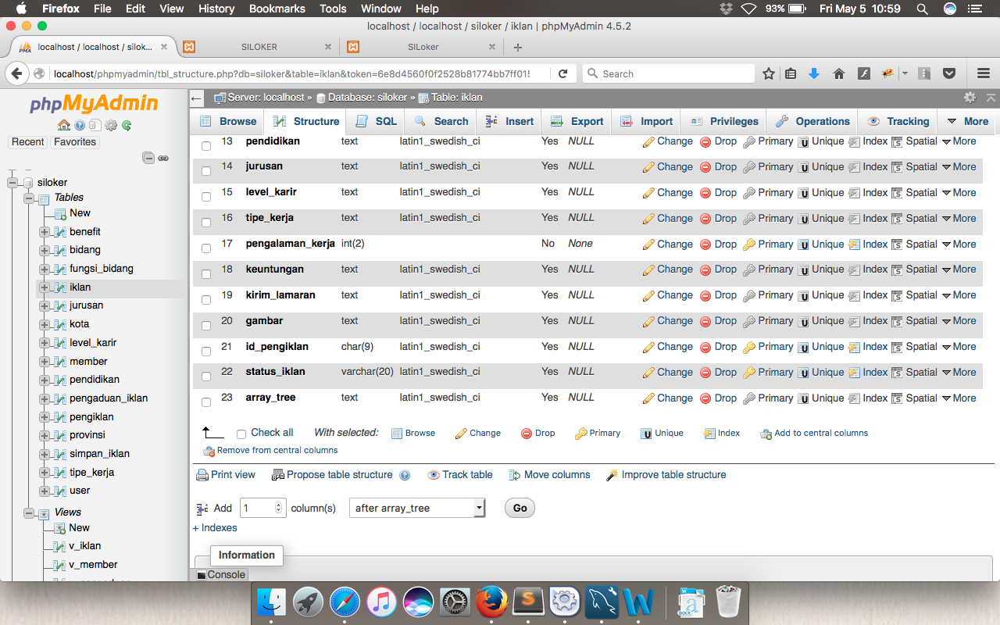 Firefox File Edit View History Bookmarks Tools Window Help 93% Fri May 5 10:59
localhost / localhost / siloker / iklan | phpMyAdmin 4.5.2
localhost / localhost / silok... SILOKER SILoker
localhost/phpmyadmin/tbl_structure.php?db=siloker&table=iklan&token=6e8d4560f0f2528b81774bb7ff015 Search
phpMyAdmin
Recent Favorites
siloker
Tables
New
benefit
bidang
fungsi_bidang
iklan
jurusan
kota
level_karir
member
pendidikan
pengaduan_iklan
pengiklan
provinsi
simpan_iklan
tipe_kerja
user
Views
New
v_iklan
v_member
Server: localhost » Database: siloker » Table: iklan
Browse Structure SQL Search Insert Export Import Privileges Operations Tracking More
13 pendidikan text latin1_swedish_ci Yes NULL Change Drop Primary Unique Index Spatial More
14 jurusan text latin1_swedish_ci Yes NULL Change Drop Primary Unique Index Spatial More
15 level_karir text latin1_swedish_ci Yes NULL Change Drop Primary Unique Index Spatial More
16 tipe_kerja text latin1_swedish_ci Yes NULL Change Drop Primary Unique Index Spatial More
17 pengalaman_kerja int(2) No None Change Drop Primary Unique Index Spatial More
18 keuntungan text latin1_swedish_ci Yes NULL Change Drop Primary Unique Index Spatial More
19 kirim_lamaran text latin1_swedish_ci Yes NULL Change Drop Primary Unique Index Spatial More
20 gambar text latin1_swedish_ci Yes NULL Change Drop Primary Unique Index Spatial More
21 id_pengiklan char(9) latin1_swedish_ci Yes NULL Change Drop Primary Unique Index Spatial More
22 status_iklan varchar(20) latin1_swedish_ci Yes NULL Change Drop Primary Unique Index Spatial More
23 array_tree text latin1_swedish_ci Yes NULL Change Drop Primary Unique Index Spatial More
Check all With selected: Browse Change Drop Primary Unique Index Add to central columns
Remove from central columns
Print view Propose table structure Track table Move columns Improve table structure
Add 1 column(s) after array_tree Go
+ Indexes
Information
Console